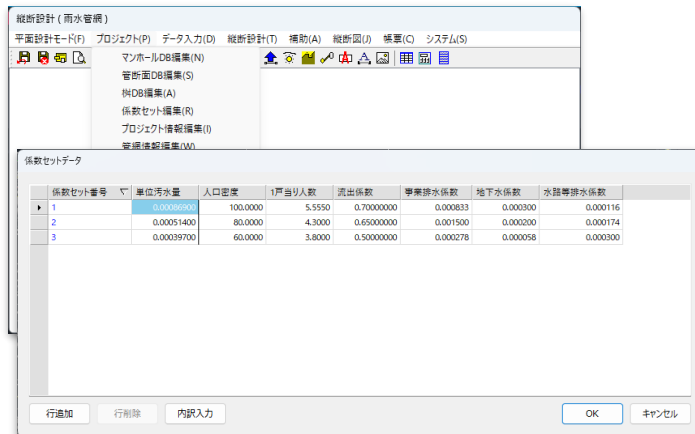 縦断設計 ( 雨水管網 )
平面設計モード(F) プロジェクト(P) データ入力(D) 縦断設計(T) 補助(A) 縦断図(J) 帳票(C) システム(S)
マンホールDB編集(N)
管断面DB編集(S)
桝DB編集(A)
係数セット編集(R)
プロジェクト情報編集(I)
管網情報編集(W)
係数セットデータ
係数セット番号 単位汚水量 人口密度 1戸当り人数 流出係数 事業排水係数 地下水係数 水路等排水係数
1 0.00086900 100.0000 5.5550 0.70000000 0.000833 0.000300 0.000116
2 0.00051400 80.0000 4.3000 0.65000000 0.001500 0.000200 0.000174
3 0.00039700 60.0000 3.8000 0.50000000 0.000278 0.000058 0.000300
行追加 行削除 内訳入力 OK キャンセル